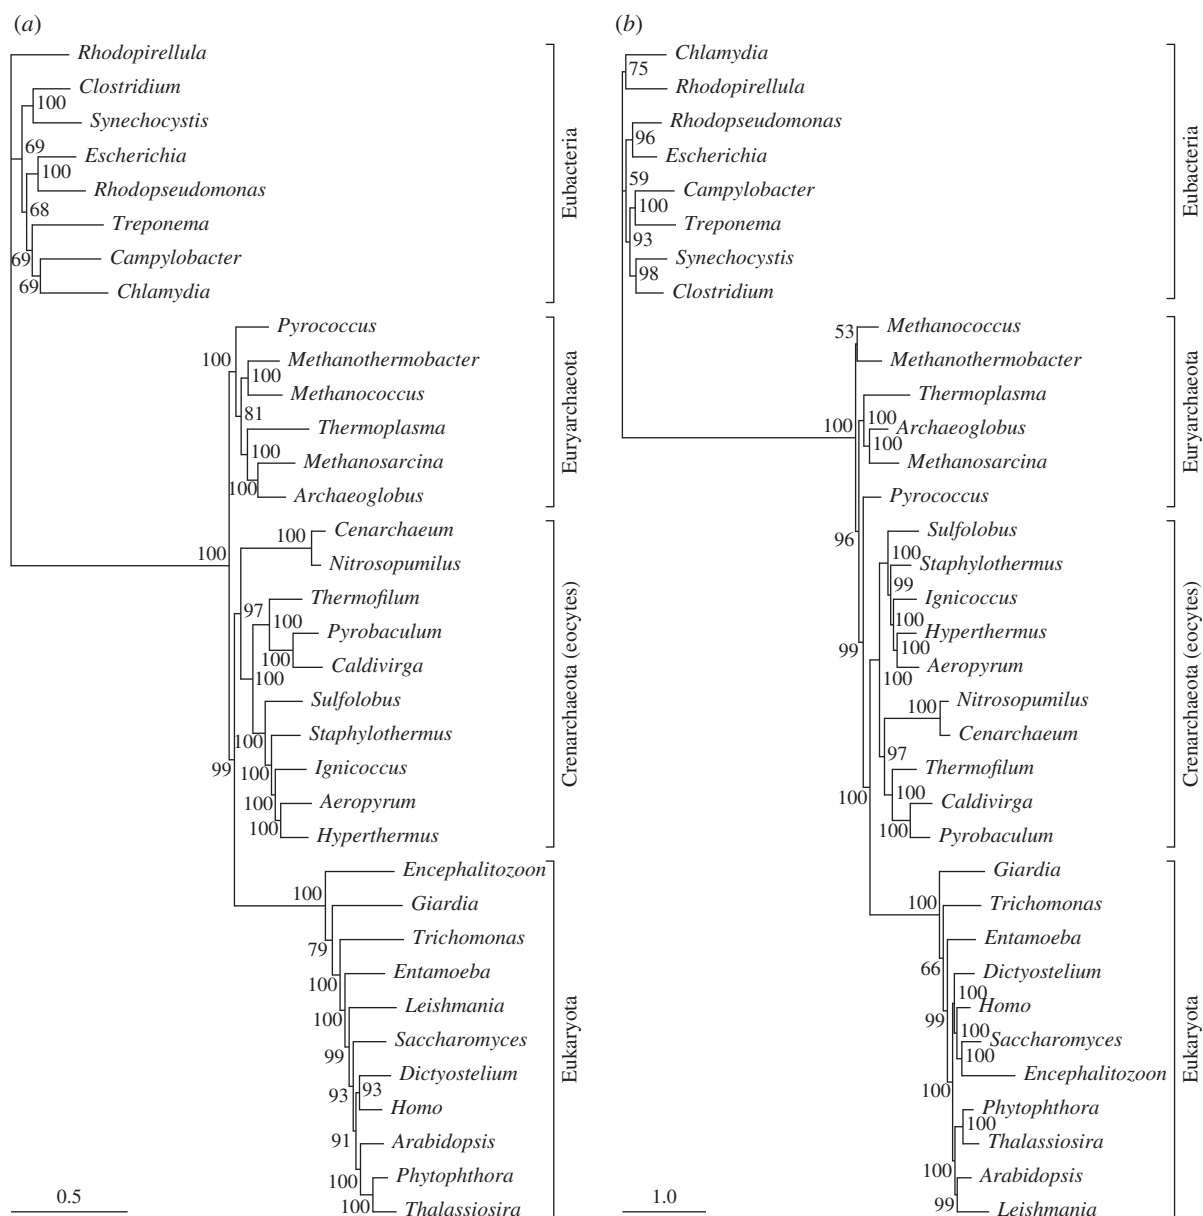 (a)
Rhodopirellula
Clostridium
100
Synechocystis
69
Escherichia
100
Rhodopseudomonas
68
Treponema
69
Campylobacter
69
Chlamydia
Eubacteria
Pyrococcus
100
Methanothermobacter
100
Methanococcus
81
Thermoplasma
100
Methanosarcina
100
Archaeoglobus
Euryarchaeota
100
Cenarchaeum
100
Nitrosopumilus
Thermofilum
97
100
Pyrobaculum
100
Caldivirga
100
Sulfolobus
100
Staphylothermus
99
100
Ignicoccus
100
Aeropyrum
100
Hyperthermus
Crenarchaeota (eocytes)
Encephalitozoon
100
Giardia
79
Trichomonas
100
Entamoeba
100
Leishmania
99
Saccharomyces
93
Dictyostelium
93
Homo
91
Arabidopsis
100
Phytophthora
100
Thalassiosira
Eukaryota
0.5
(b)
Chlamydia
75
Rhodopirellula
Rhodopseudomonas
96
Escherichia
59
Campylobacter
100
Treponema
93
Synechocystis
98
Clostridium
Eubacteria
53
Methanococcus
Methanothermobacter
Thermoplasma
100
100
Archaeoglobus
100
Methanosarcina
Pyrococcus
Euryarchaeota
96
Sulfolobus
100
Staphylothermus
99
Ignicoccus
100
Hyperthermus
99
100
Aeropyrum
100
Nitrosopumilus
100
Cenarchaeum
97
Thermofilum
100
100
Caldivirga
100
Pyrobaculum
Crenarchaeota (eocytes)
Giardia
100
Trichomonas
66
Entamoeba
Dictyostelium
100
Homo
99
100
Saccharomyces
100
Encephalitozoon
100
Phytophthora
100
Thalassiosira
100
Arabidopsis
99
Leishmania
Eukaryota
1.0